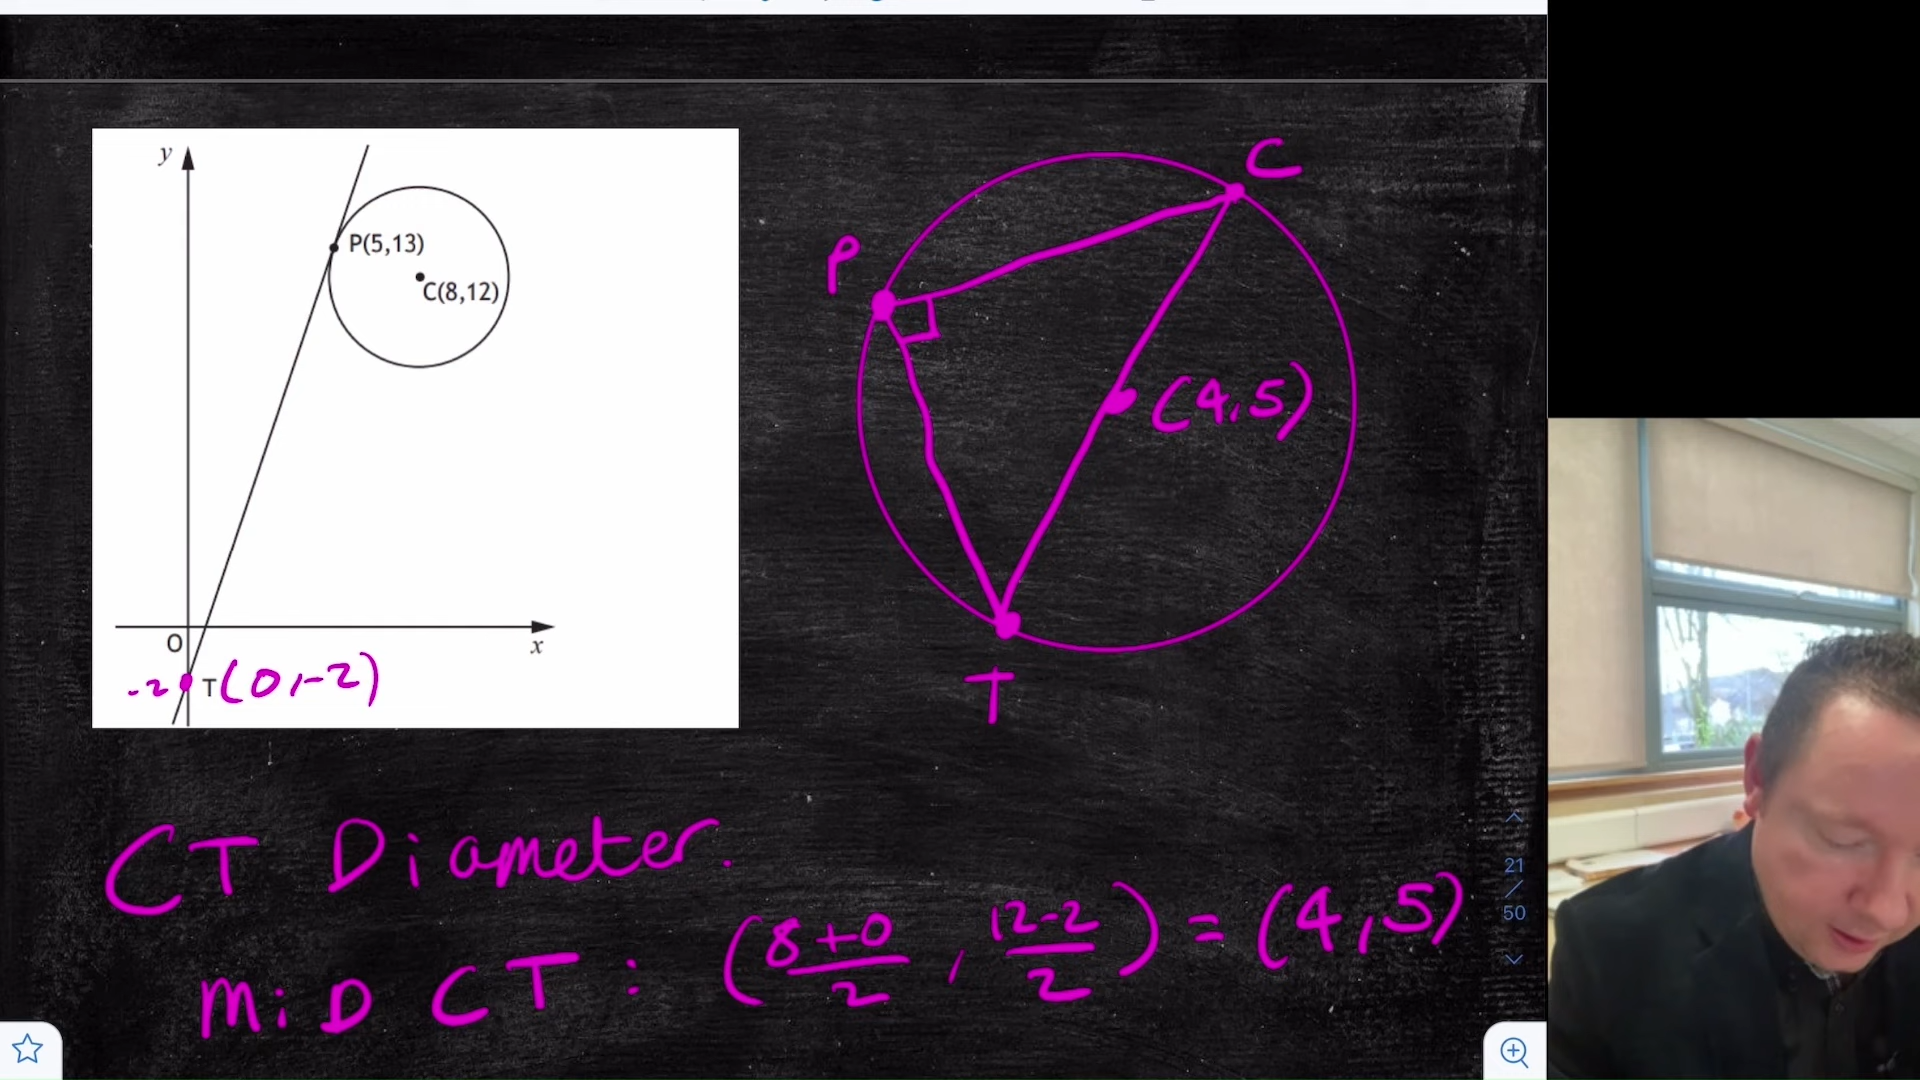 y
P(5,13)
C(8,12)
O
x
-2 T(0,-2)
C
P
(4,5)
T
CT Diameter.
MiD CT : (8+0/2 , 12-2/2) = (4,5)
21
/
50